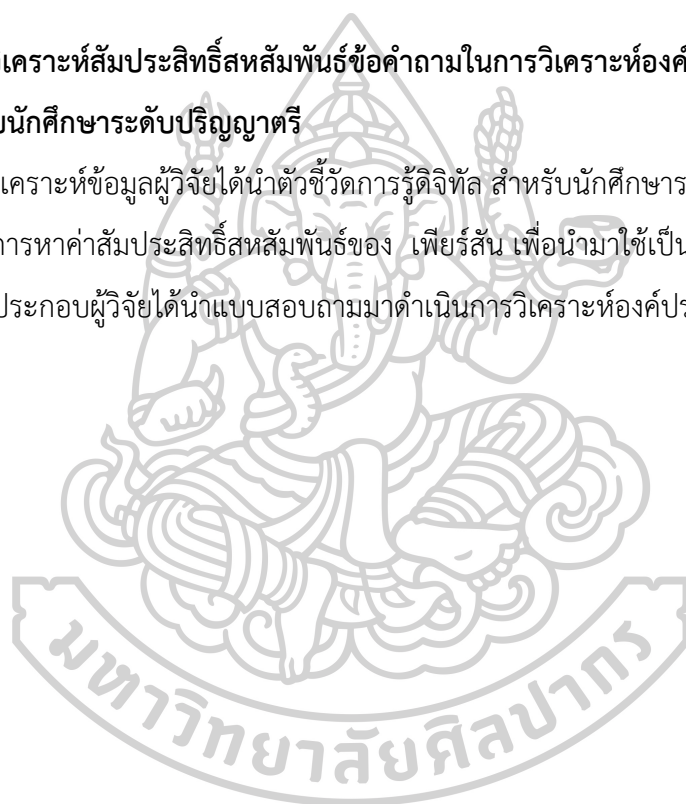 เคราะห์สัมประสิทธิ์สหสัมพันธ์ข้อคำถามในการวิเคราะห์องค์
นักศึกษาระดับปริญญาตรี
เคราะห์ข้อมูลผู้วิจัยได้นำตัวชี้วัดการรู้ดิจิทัล สำหรับนักศึกษาร
การหาค่าสัมประสิทธิ์สหสัมพันธ์ของ เพียร์สัน เพื่อนำมาใช้เป็น
ประกอบผู้วิจัยได้นำแบบสอบถามมาดำเนินการวิเคราะห์องค์ปร
มหาวิทยาลัยศิลปากร